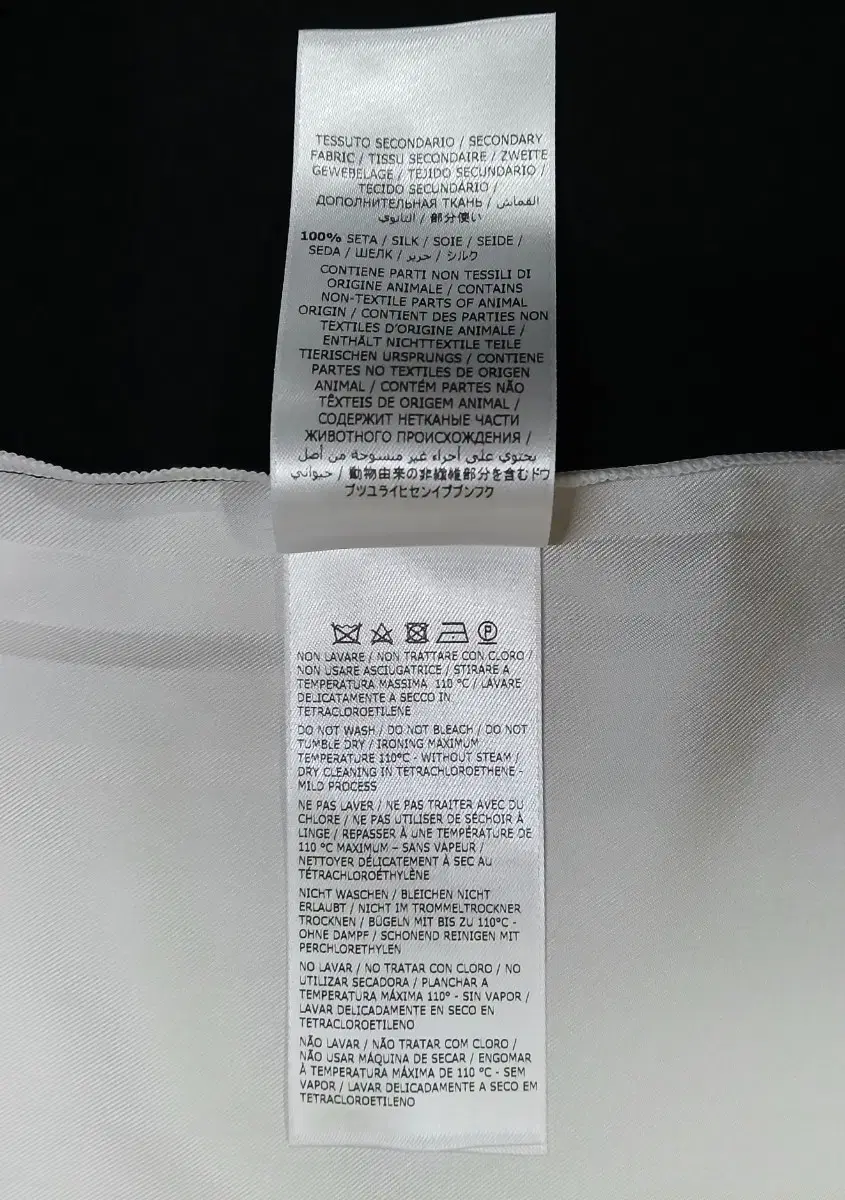 TESSUTO SECONDARIO / SECONDARY
FABRIC / TISSU SECONDAIRE / ZWEITE
GEWEBELAGE / TEJIDO SECUNDARIO /
TECIDO SECUNDÁRIO /
ДОПОЛНИТЕЛЬНАЯ ТКАНЬ / القماش
الثانوي / 部分使い
100% SETA / SILK / SOIE / SEIDE /
SEDA / ШЕЛК / حرير / シルク
CONTIENE PARTI NON TESSILI DI
ORIGINE ANIMALE / CONTAINS
NON-TEXTILE PARTS OF ANIMAL
ORIGIN / CONTIENT DES PARTIES NON
TEXTILES D'ORIGINE ANIMALE /
ENTHÄLT NICHTTEXTILE TEILE
TIERISCHEN URSPRUNGS / CONTIENE
PARTES NO TEXTILES DE ORIGEN
ANIMAL / CONTÉM PARTES NÃO
TÊXTEIS DE ORIGEM ANIMAL /
СОДЕРЖИТ НЕТКАНЫЕ ЧАСТИ
ЖИВОТНОГО ПРОИСХОЖДЕНИЯ /
يحتوي على أجزاء غير منسوجة من أصل
حيواني / 動物由来の非繊維部分を含むドウ
ブツユライヒセンイブブンフク
NON LAVARE / NON TRATTARE CON CLORO /
NON USARE ASCIUGATRICE / STIRARE A
TEMPERATURA MASSIMA 110 °C / LAVARE
DELICATAMENTE A SECCO IN
TETRACLOROETILENE
DO NOT WASH / DO NOT BLEACH / DO NOT
TUMBLE DRY / IRONING MAXIMUM
TEMPERATURE 110°C - WITHOUT STEAM /
DRY CLEANING IN TETRACHLOROETHENE -
MILD PROCESS
NE PAS LAVER / NE PAS TRAITER AVEC DU
CHLORE / NE PAS UTILISER DE SÉCHOIR À
LINGE / REPASSER À UNE TEMPÉRATURE DE
110 °C MAXIMUM – SANS VAPEUR /
NETTOYER DÉLICATEMENT À SEC AU
TÉTRACHLOROÉTHYLÈNE
NICHT WASCHEN / BLEICHEN NICHT
ERLAUBT / NICHT IM TROMMELTROCKNER
TROCKNEN / BÜGELN MIT BIS ZU 110°C -
OHNE DAMPF / SCHONEND REINIGEN MIT
PERCHLORETHYLEN
NO LAVAR / NO TRATAR CON CLORO / NO
UTILIZAR SECADORA / PLANCHAR A
TEMPERATURA MÁXIMA 110° - SIN VAPOR /
LAVAR DELICADAMENTE EN SECO EN
TETRACLOROETILENO
NÃO LAVAR / NÃO TRATAR COM CLORO /
NÃO USAR MÁQUINA DE SECAR / ENGOMAR
À TEMPERATURA MÁXIMA DE 110 °C - SEM
VAPOR / LAVAR DELICADAMENTE A SECO EM
TETRACLOROETILENO